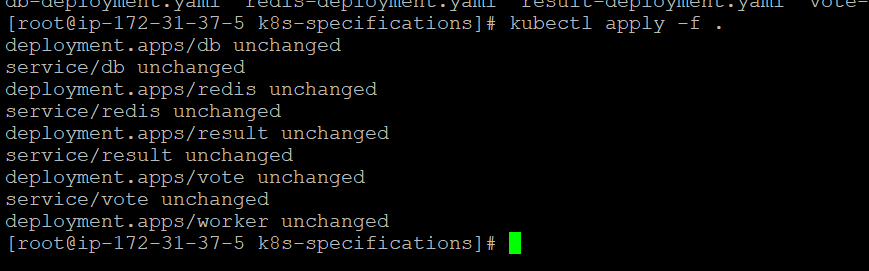 db-deployment.yaml  redis-deployment.yaml  result-deployment.yaml  vote-
[root@ip-172-31-37-5 k8s-specifications]# kubectl apply -f .
deployment.apps/db unchanged
service/db unchanged
deployment.apps/redis unchanged
service/redis unchanged
deployment.apps/result unchanged
service/result unchanged
deployment.apps/vote unchanged
service/vote unchanged
deployment.apps/worker unchanged
[root@ip-172-31-37-5 k8s-specifications]#